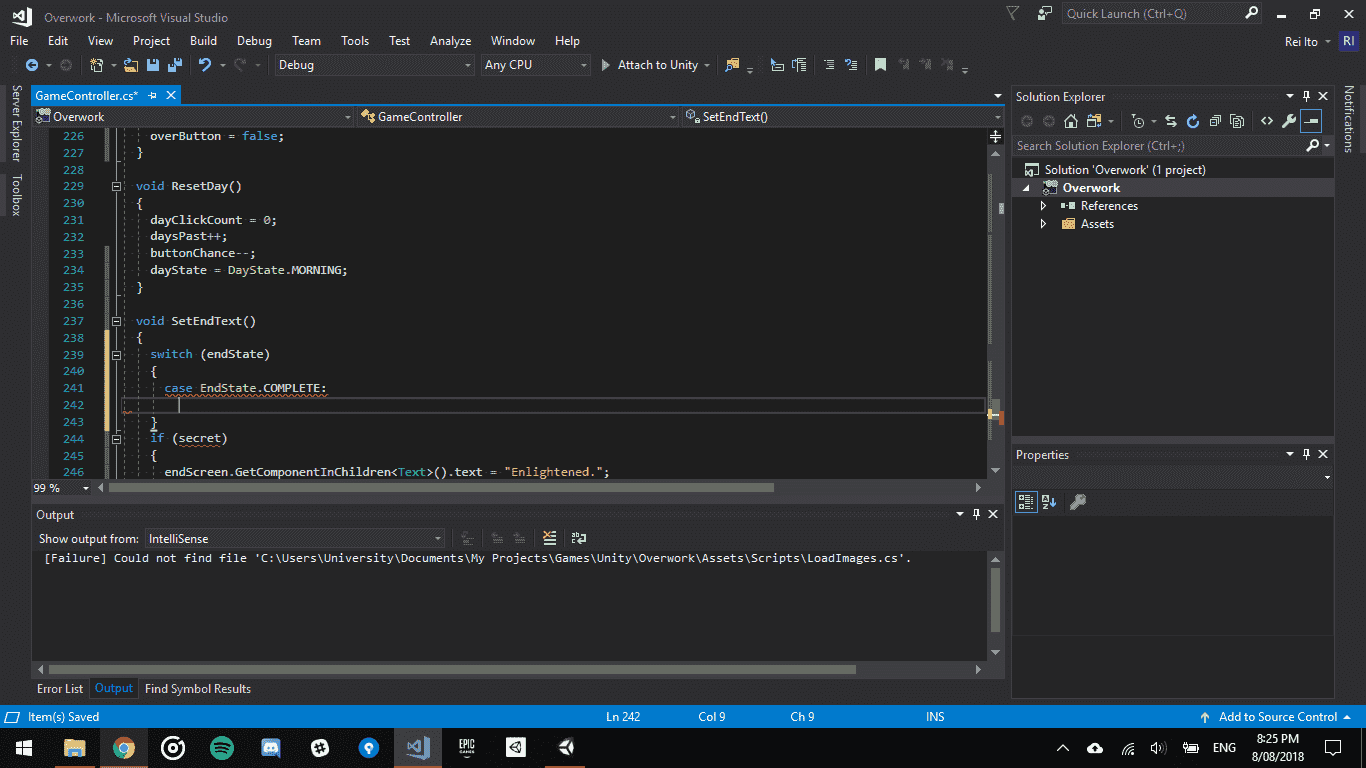 Overwork - Microsoft Visual Studio
Quick Launch (Ctrl+Q)
File Edit View Project Build Debug Team Tools Test Analyze Window Help
Rei Ito RI
Debug Any CPU Attach to Unity
Server Explorer
Toolbox
GameController.cs*
Overwork GameController SetEndText()
226 overButton = false;
227 }
228
229 void ResetDay()
230 {
231 dayClickCount = 0;
232 daysPast++;
233 buttonChance--;
234 dayState = DayState.MORNING;
235 }
236
237 void SetEndText()
238 {
239 switch (endState)
240 {
241 case EndState.COMPLETE:
242
243 }
244 if (secret)
245 {
246 endScreen.GetComponentInChildren<Text>().text = "Enlightened.";
99 %
Output
Show output from: IntelliSense
[Failure] Could not find file 'C:\Users\University\Documents\My Projects\Games\Unity\Overwork\Assets\Scripts\LoadImages.cs'.
Error List Output Find Symbol Results
Solution Explorer
Search Solution Explorer (Ctrl+;)
Solution 'Overwork' (1 project)
Overwork
References
Assets
Properties
Notifications
Item(s) Saved Ln 242 Col 9 Ch 9 INS Add to Source Control
EPIC
GAMES
ENG
8:25 PM
8/08/2018